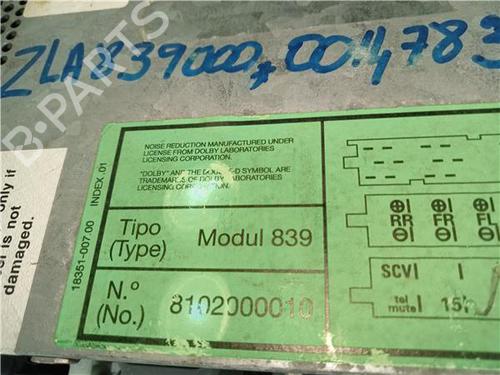 ZLA839000
NOISE REDUCTION MANUFACTURED UNDER
LICENSE FROM DOLBY LABORATORIES
LICENSING CORPORATION.
"DOLBY" AND THE DOUBLE-D SYMBOL ARE
TRADEMARKS OF DOLBY LABORATORIES
LICENSING CORPORATION.
Tipo
(Type)
Modul 839
N.º
(No.)
8102000010
18351-007.00 INDEX .01
only if
is not
damaged.
RR FR FL
SCV
tel
mute
15
B-PARTS